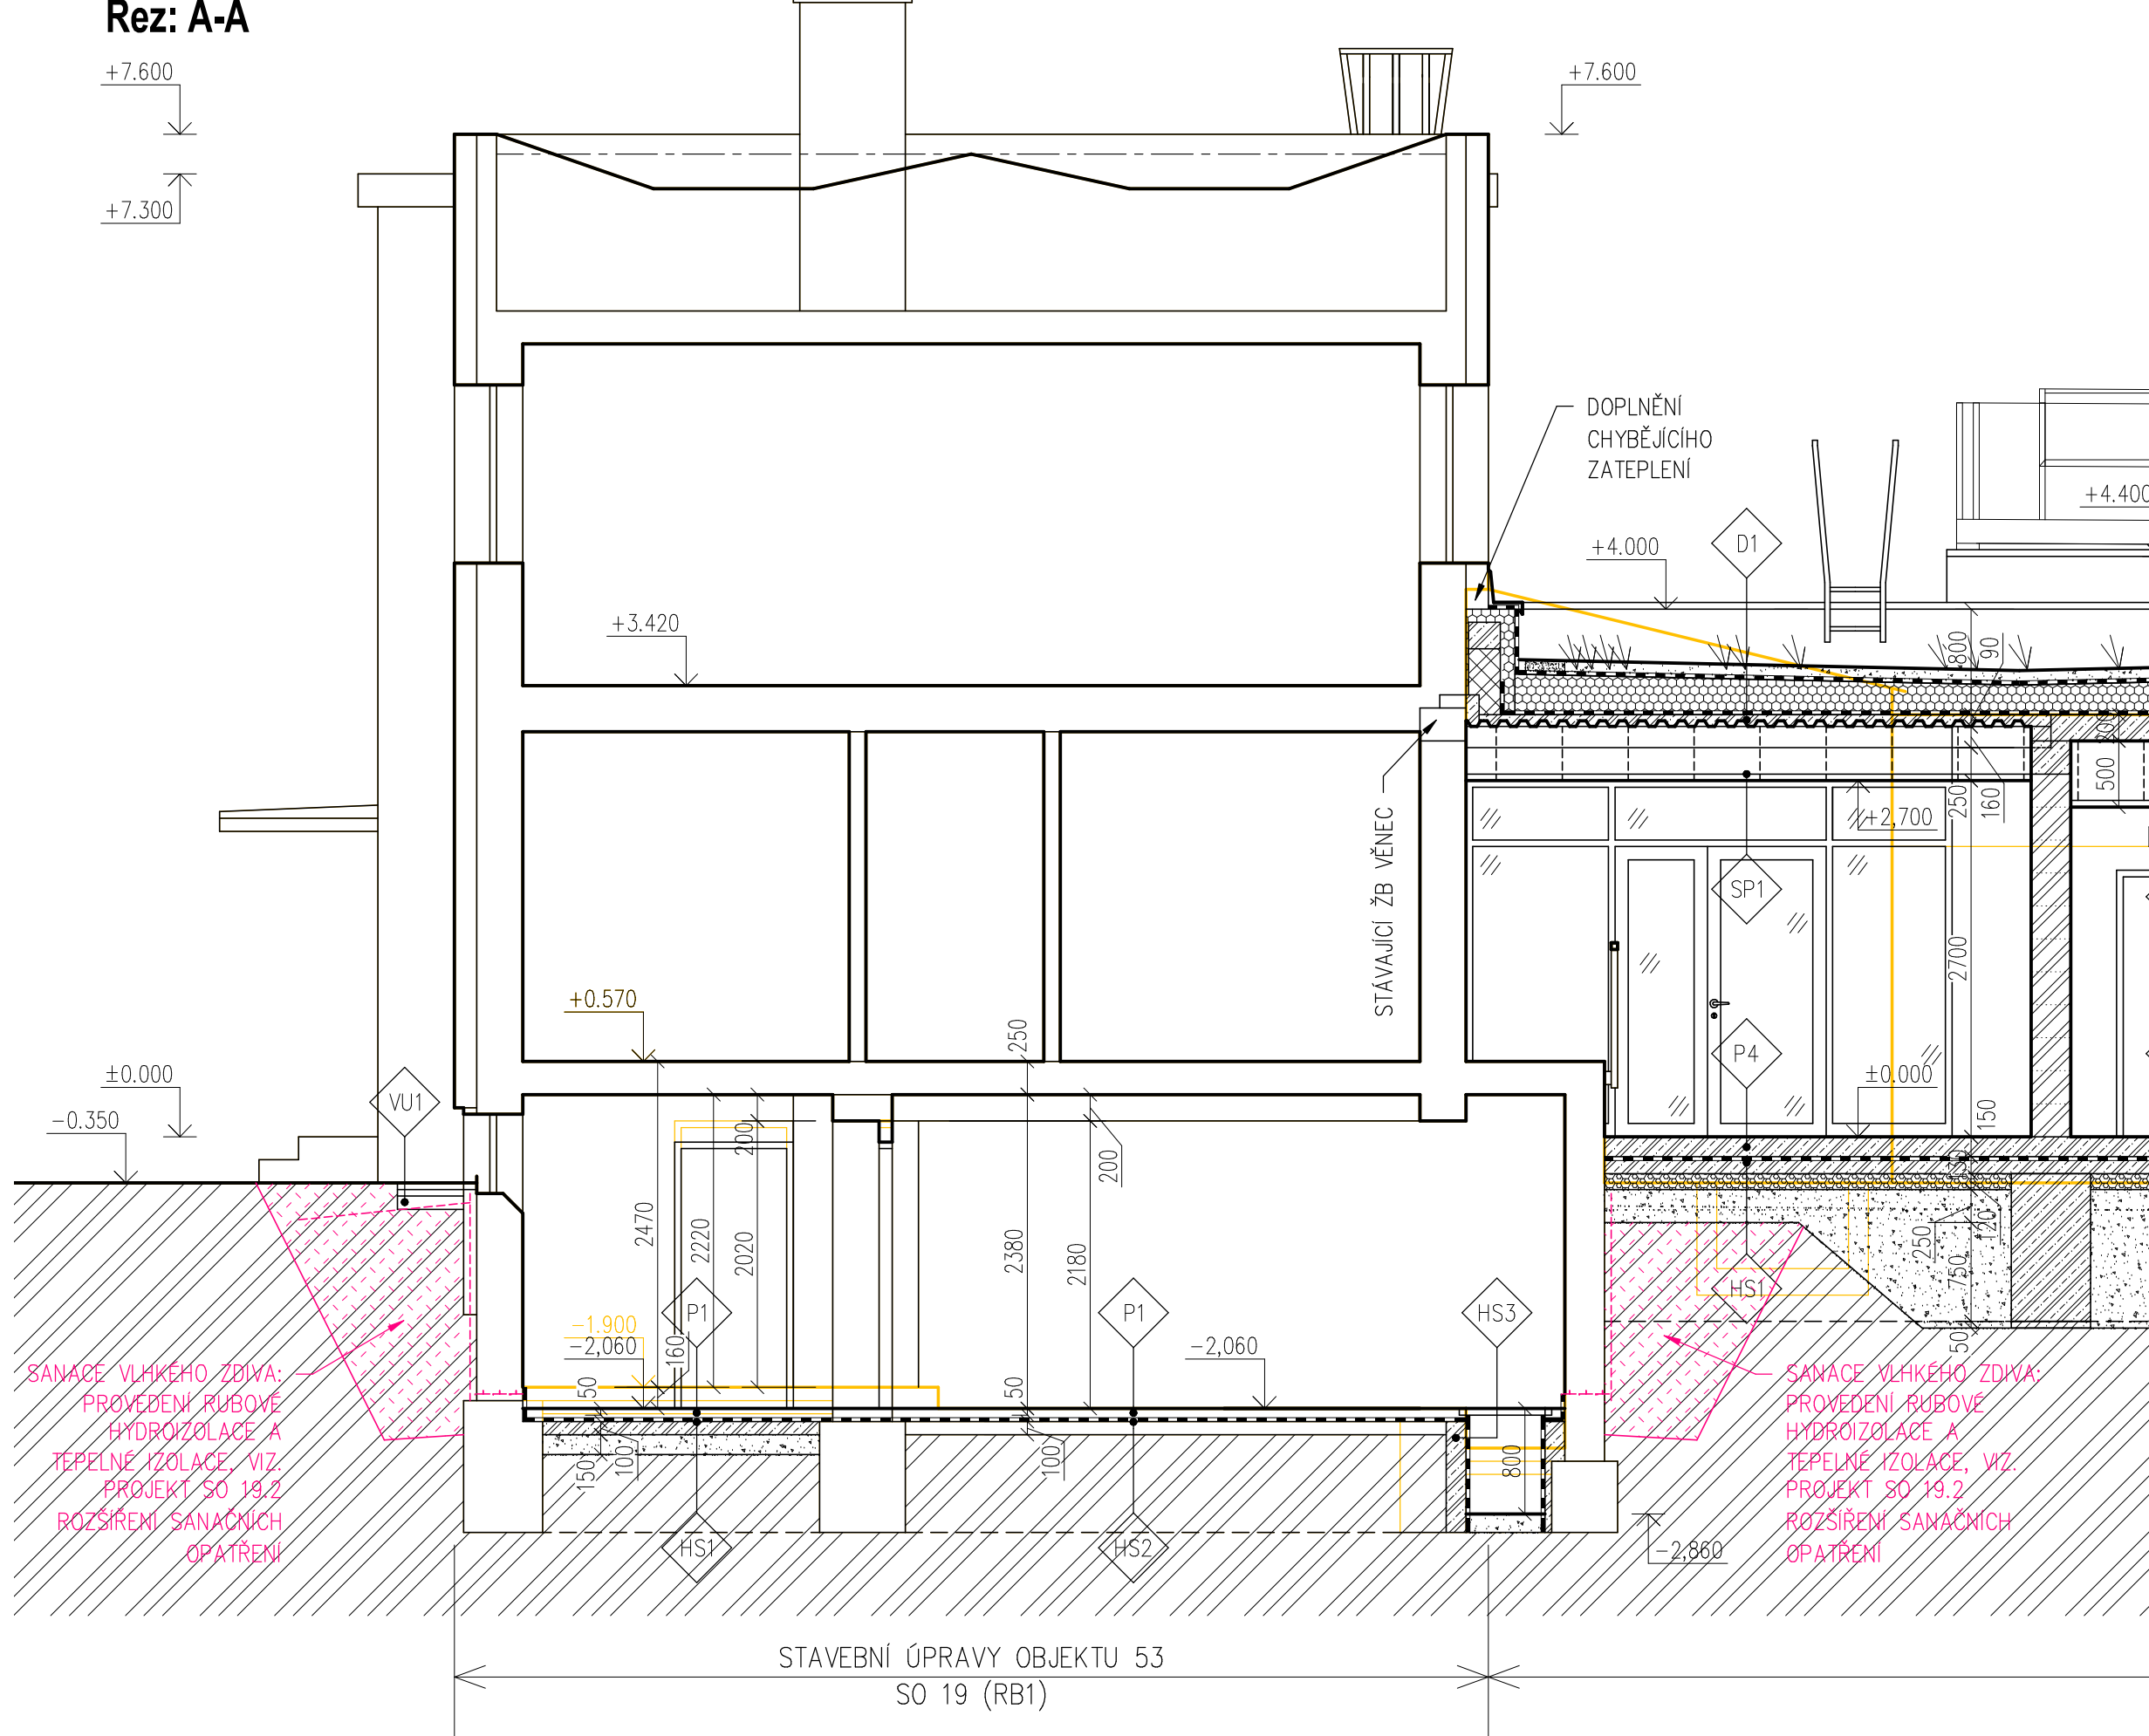 Řez: A-A
+7.600
+7.600
+7.300
DOPLNĚNÍ
CHYBĚJÍCÍHO
ZATEPLENÍ
+4.400
+4.000
D1
+3.420
800
90
500
250
160
+2,700
STÁVAJÍCÍ ŽB VĚNEC
SP1
2700
+0.570
250
P4
±0.000
±0.000
VU1
-0.350
150
200
200
130
120
2470
2220
2020
2380
2180
250
750
P1
P1
HS3
HS1
-1.900
-2,060
160
-2,060
50
50
50
SANACE VLHKÉHO ZDIVA:
PROVEDENÍ RUBOVÉ
HYDROIZOLACE A
TEPELNÉ IZOLACE, VIZ.
PROJEKT SO 19.2
ROZŠÍŘENÍ SANAČNÍCH
OPATŘENÍ
150
100
100
800
SANACE VLHKÉHO ZDIVA:
PROVEDENÍ RUBOVÉ
HYDROIZOLACE A
TEPELNÉ IZOLACE, VIZ.
PROJEKT SO 19.2
ROZŠÍŘENÍ SANAČNÍCH
OPATŘENÍ
HS1
HS2
-2,860
STAVEBNÍ ÚPRAVY OBJEKTU 53
SO 19 (RB1)